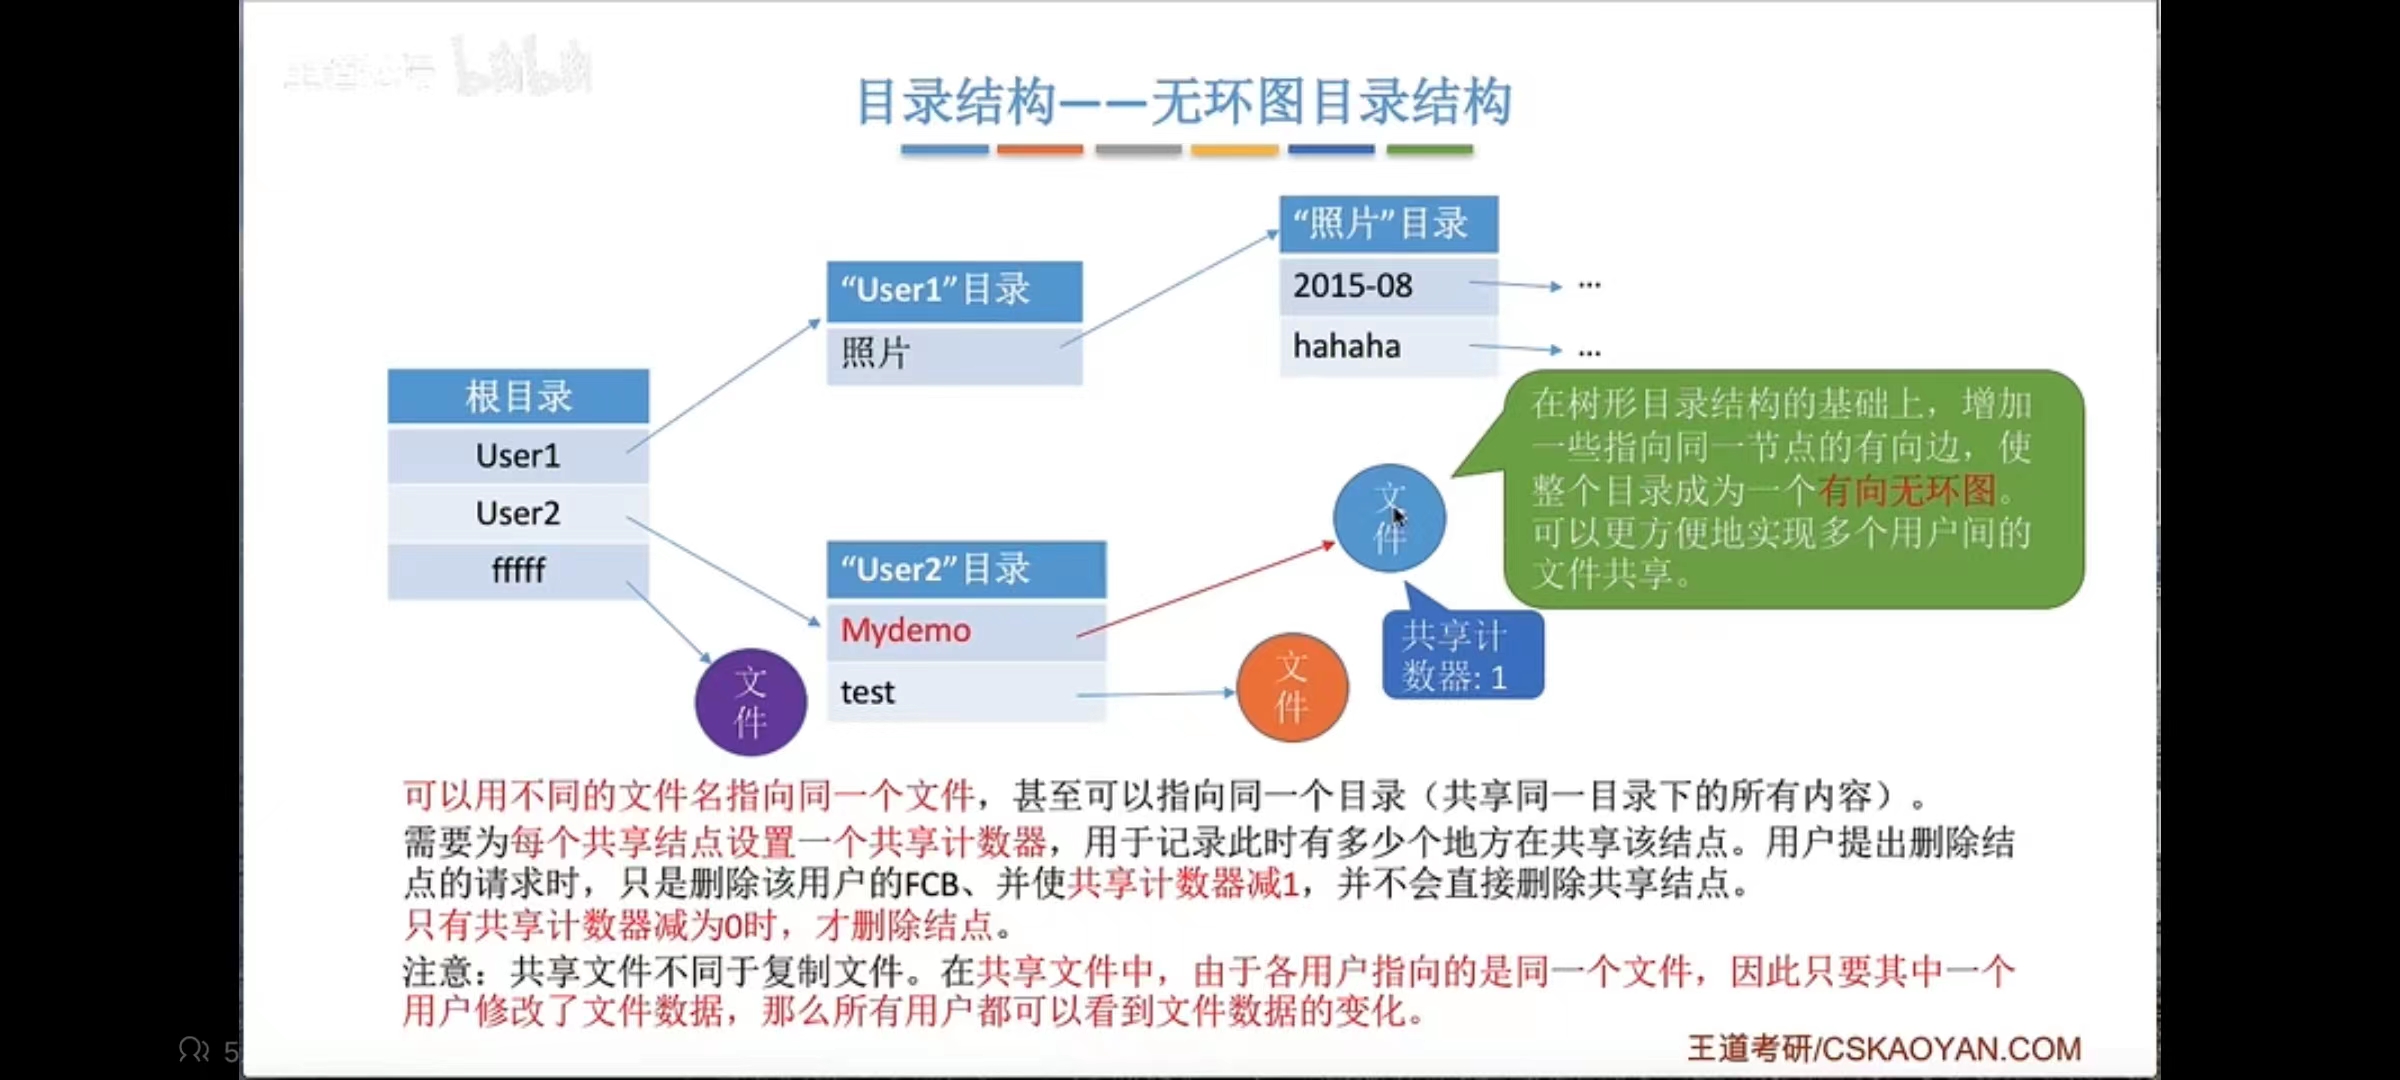 目录结构——无环图目录结构
“照片”目录
2015-08
...
hahaha
...
“User1”目录
照片
根目录
User1
User2
fffff
文
件
“User2”目录
Mydemo
test
文
件
文
件
共享计
数器: 1
在树形目录结构的基础上，增加
一些指向同一节点的有向边，使
整个目录成为一个有向无环图。
可以更方便地实现多个用户间的
文件共享。
可以用不同的文件名指向同一个文件，甚至可以指向同一个目录（共享同一目录下的所有内容）。
需要为每个共享结点设置一个共享计数器，用于记录此时有多少个地方在共享该结点。用户提出删除结
点的请求时，只是删除该用户的FCB、并使共享计数器减1，并不会直接删除共享结点。
只有共享计数器减为0时，才删除结点。
注意：共享文件不同于复制文件。在共享文件中，由于各用户指向的是同一个文件，因此只要其中一个
用户修改了文件数据，那么所有用户都可以看到文件数据的变化。
王道考研/CSKAOYAN.COM
5